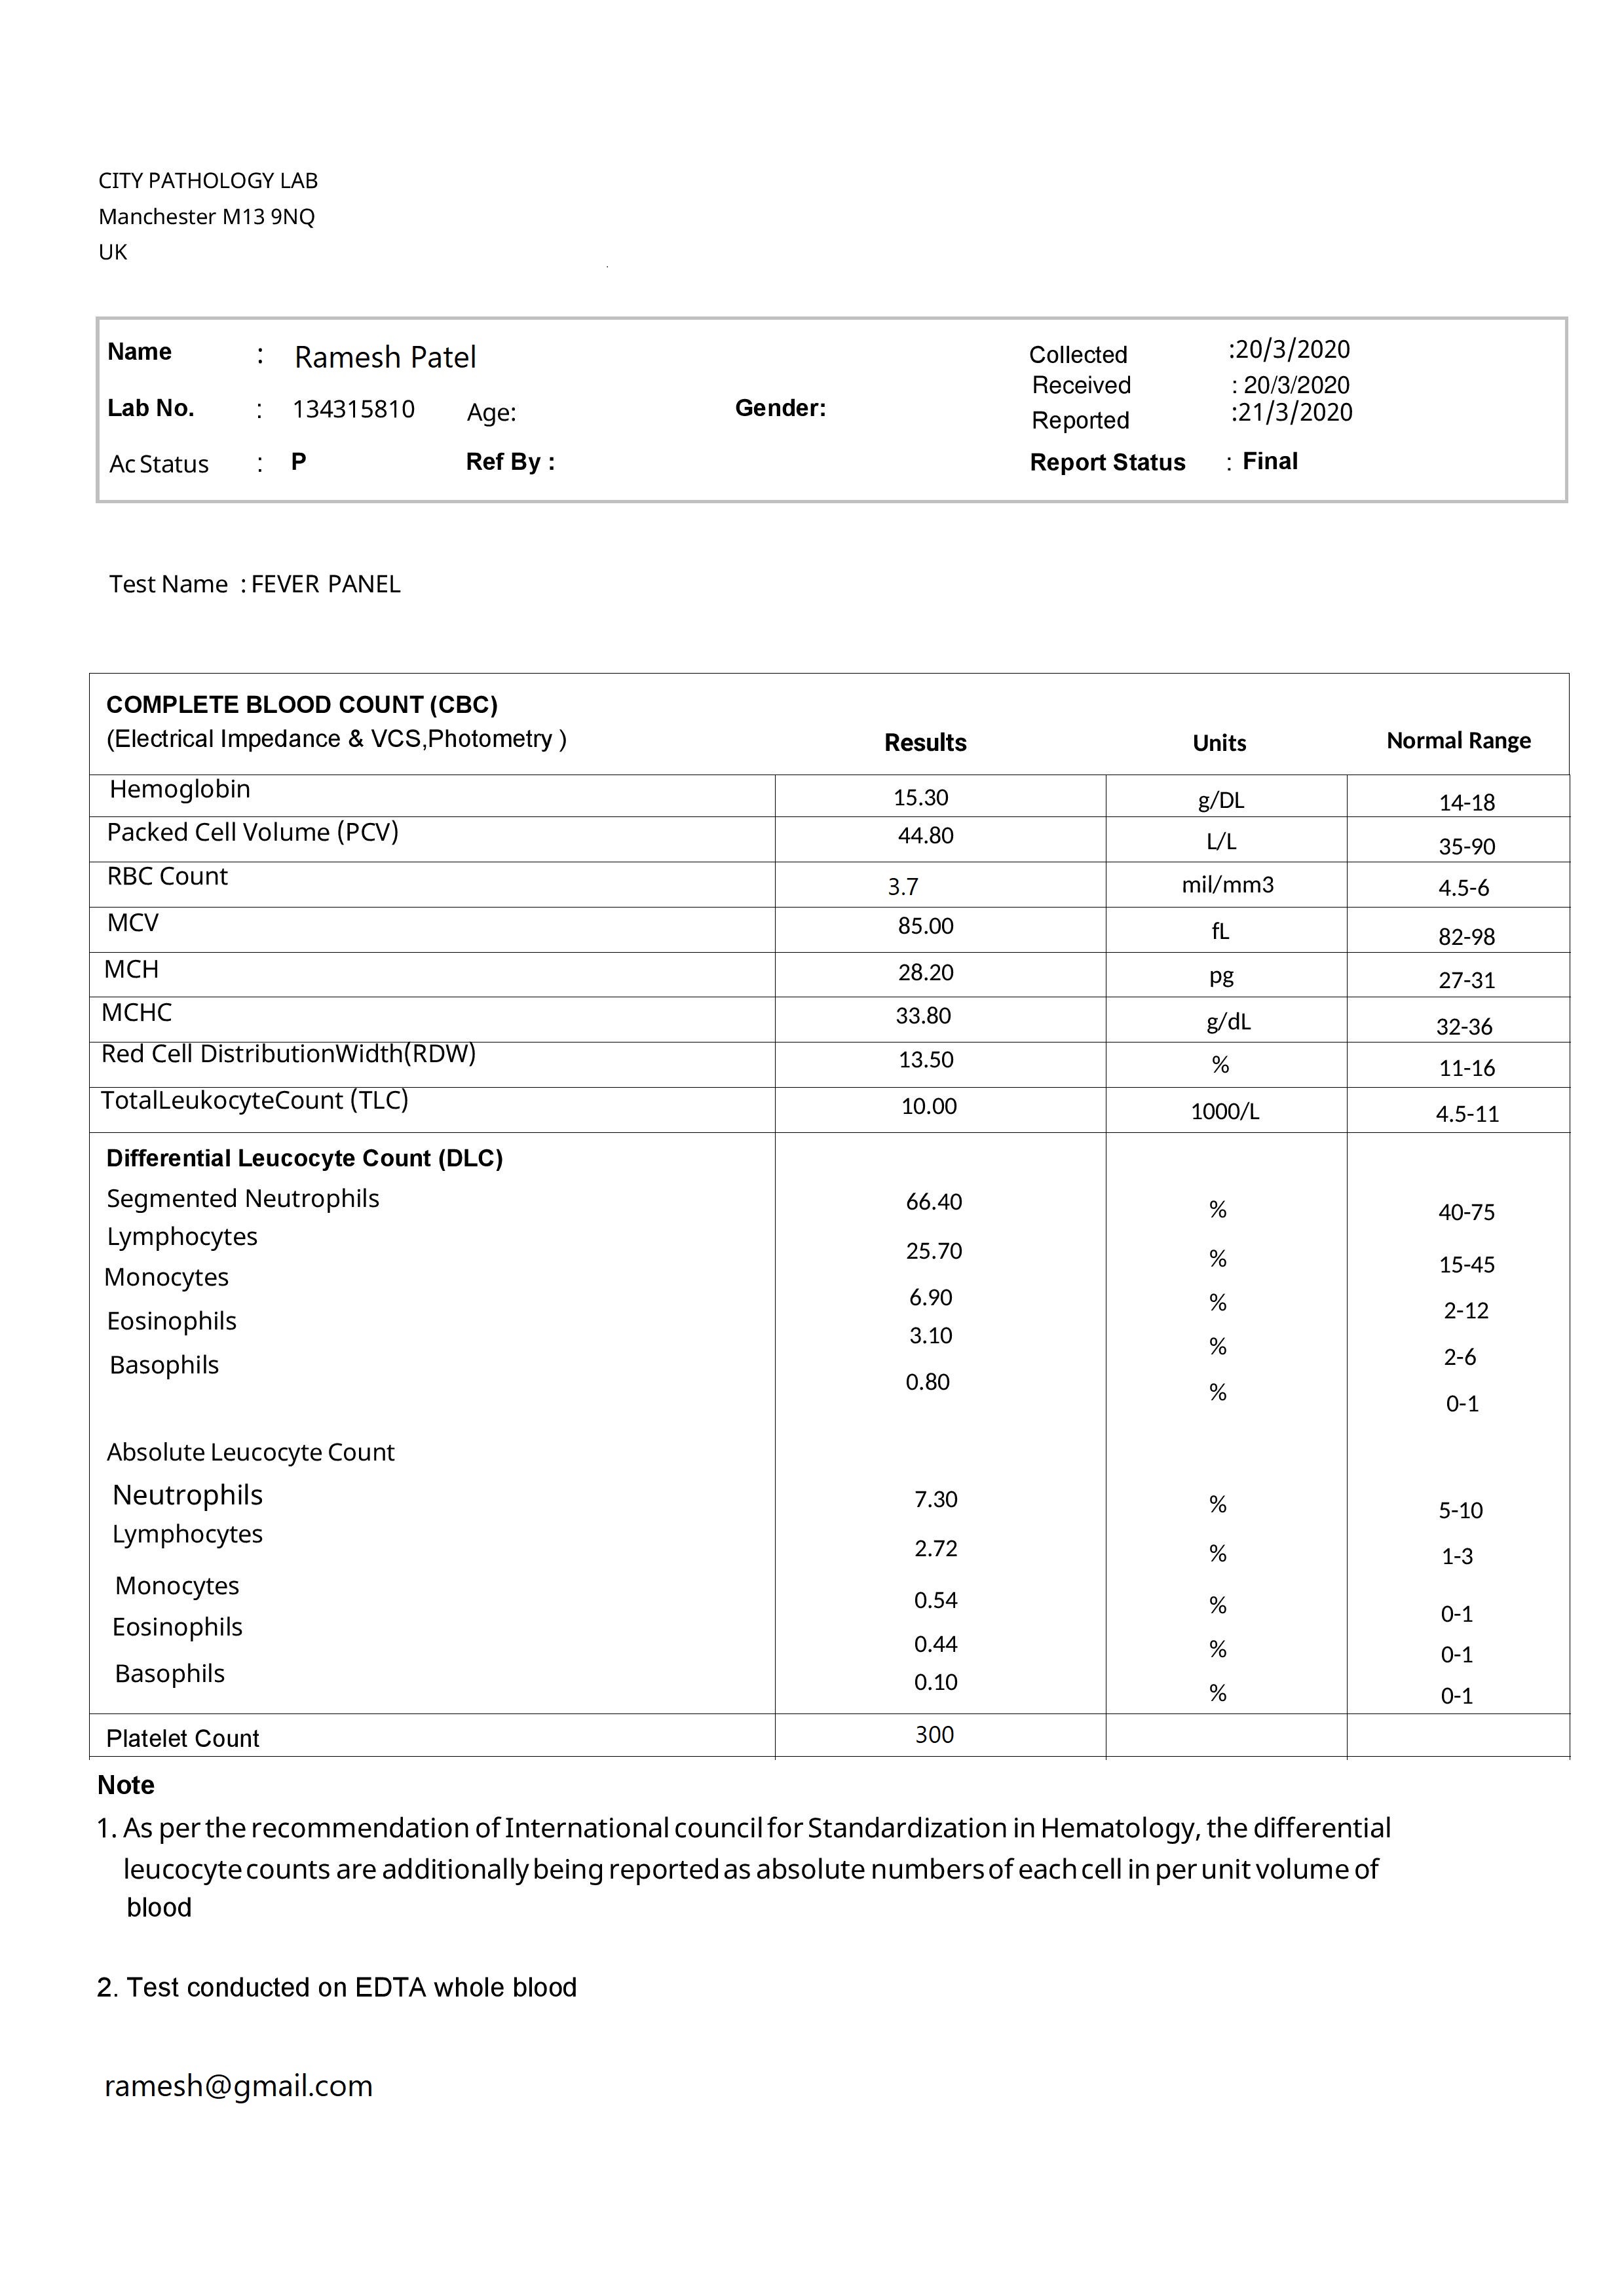 CITY PATHOLOGY LAB
Manchester M13 9NQ
UK
Name : Ramesh Patel Collected :20/3/2020
Received : 20/3/2020
Lab No. : 134315810 Age: Gender: Reported :21/3/2020
Ac Status : P Ref By : Report Status : Final
Test Name : FEVER PANEL
COMPLETE BLOOD COUNT (CBC)
(Electrical Impedance & VCS,Photometry ) Results Units Normal Range
Hemoglobin 15.30 g/DL 14-18
Packed Cell Volume (PCV) 44.80 L/L 35-90
RBC Count 3.7 mil/mm3 4.5-6
MCV 85.00 fL 82-98
MCH 28.20 pg 27-31
MCHC 33.80 g/dL 32-36
Red Cell DistributionWidth(RDW) 13.50 % 11-16
TotalLeukocyteCount (TLC) 10.00 1000/L 4.5-11
Differential Leucocyte Count (DLC)
Segmented Neutrophils 66.40 % 40-75
Lymphocytes 25.70 % 15-45
Monocytes 6.90 % 2-12
Eosinophils 3.10 % 2-6
Basophils 0.80 % 0-1
Absolute Leucocyte Count
Neutrophils 7.30 % 5-10
Lymphocytes 2.72 % 1-3
Monocytes 0.54 % 0-1
Eosinophils 0.44 % 0-1
Basophils 0.10 % 0-1
Platelet Count 300
Note
1. As per the recommendation of International council for Standardization in Hematology, the differential
leucocyte counts are additionally being reported as absolute numbers of each cell in per unit volume of
blood
2. Test conducted on EDTA whole blood
ramesh@gmail.com